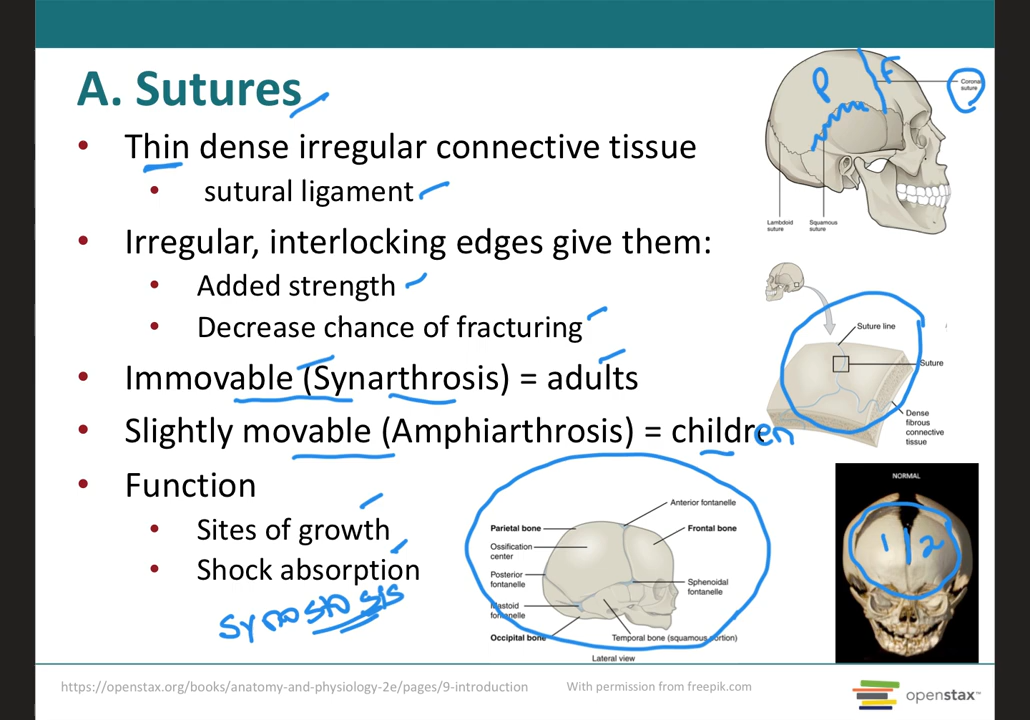 A. Sutures
• Thin dense irregular connective tissue
• sutural ligament
• Irregular, interlocking edges give them:
• Added strength
• Decrease chance of fracturing
• Immovable (Synarthrosis) = adults
• Slightly movable (Amphiarthrosis) = children
• Function
• Sites of growth
• Shock absorption
synostosis
P
F
Coronal
suture
Lambdoid
suture
Squamous
suture
Suture line
Suture
Dense
fibrous
connective
tissue
Anterior fontanelle
Parietal bone
Frontal bone
Ossification
center
Posterior
fontanelle
Sphenoidal
fontanelle
Mastoid
fontanelle
Occipital bone
Temporal bone (squamous portion)
Lateral view
NORMAL
1 2
https://openstax.org/books/anatomy-and-physiology-2e/pages/9-introduction
With permission from freepik.com
openstax™